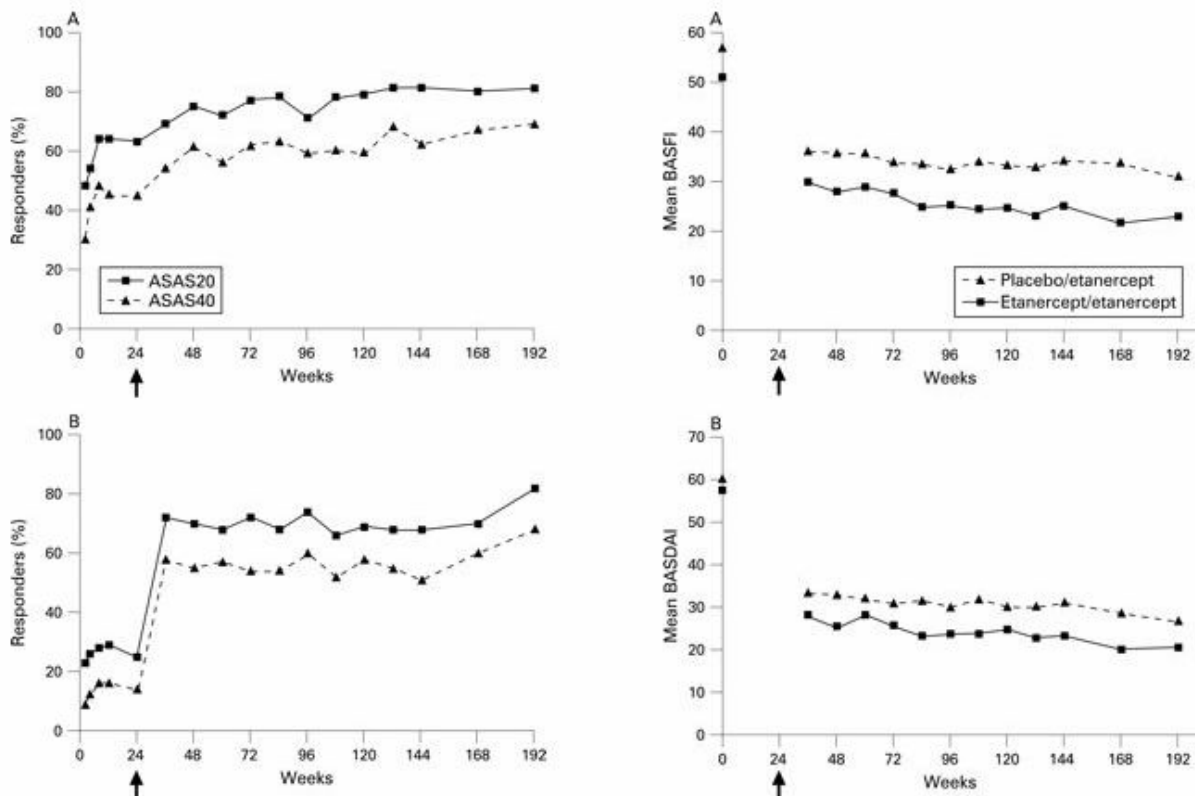 A
100
80
60
40
20
0
Responders (%)
ASAS20
ASAS40
0 24 48 72 96 120 144 168 192
Weeks
A
60
50
40
30
20
10
0
Mean BASFI
Placebo/etanercept
Etanercept/etanercept
0 24 48 72 96 120 144 168 192
Weeks
B
100
80
60
40
20
0
Responders (%)
0 24 48 72 96 120 144 168 192
Weeks
B
70
60
50
40
30
20
10
0
Mean BASDAI
0 24 48 72 96 120 144 168 192
Weeks